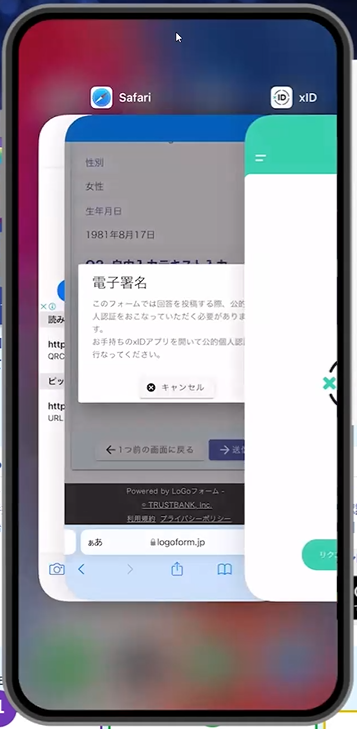 Safari
xID
性別
女性
生年月日
1981年8月17日
電子署名
このフォームでは回答を投稿する際、公的
人認証をおこなっていただく必要がありま
す。
お手持ちのxIDアプリを開いて公的個人認
行なってください。
キャンセル
読み
http
QRC
ピッ
http
URL
1つ前の画面に戻る
送信
Powered by LoGoフォーム -
© TRUSTBANK, Inc.
利用規約 プライバシーポリシー
ぁあ
logoform.jp
リクエ